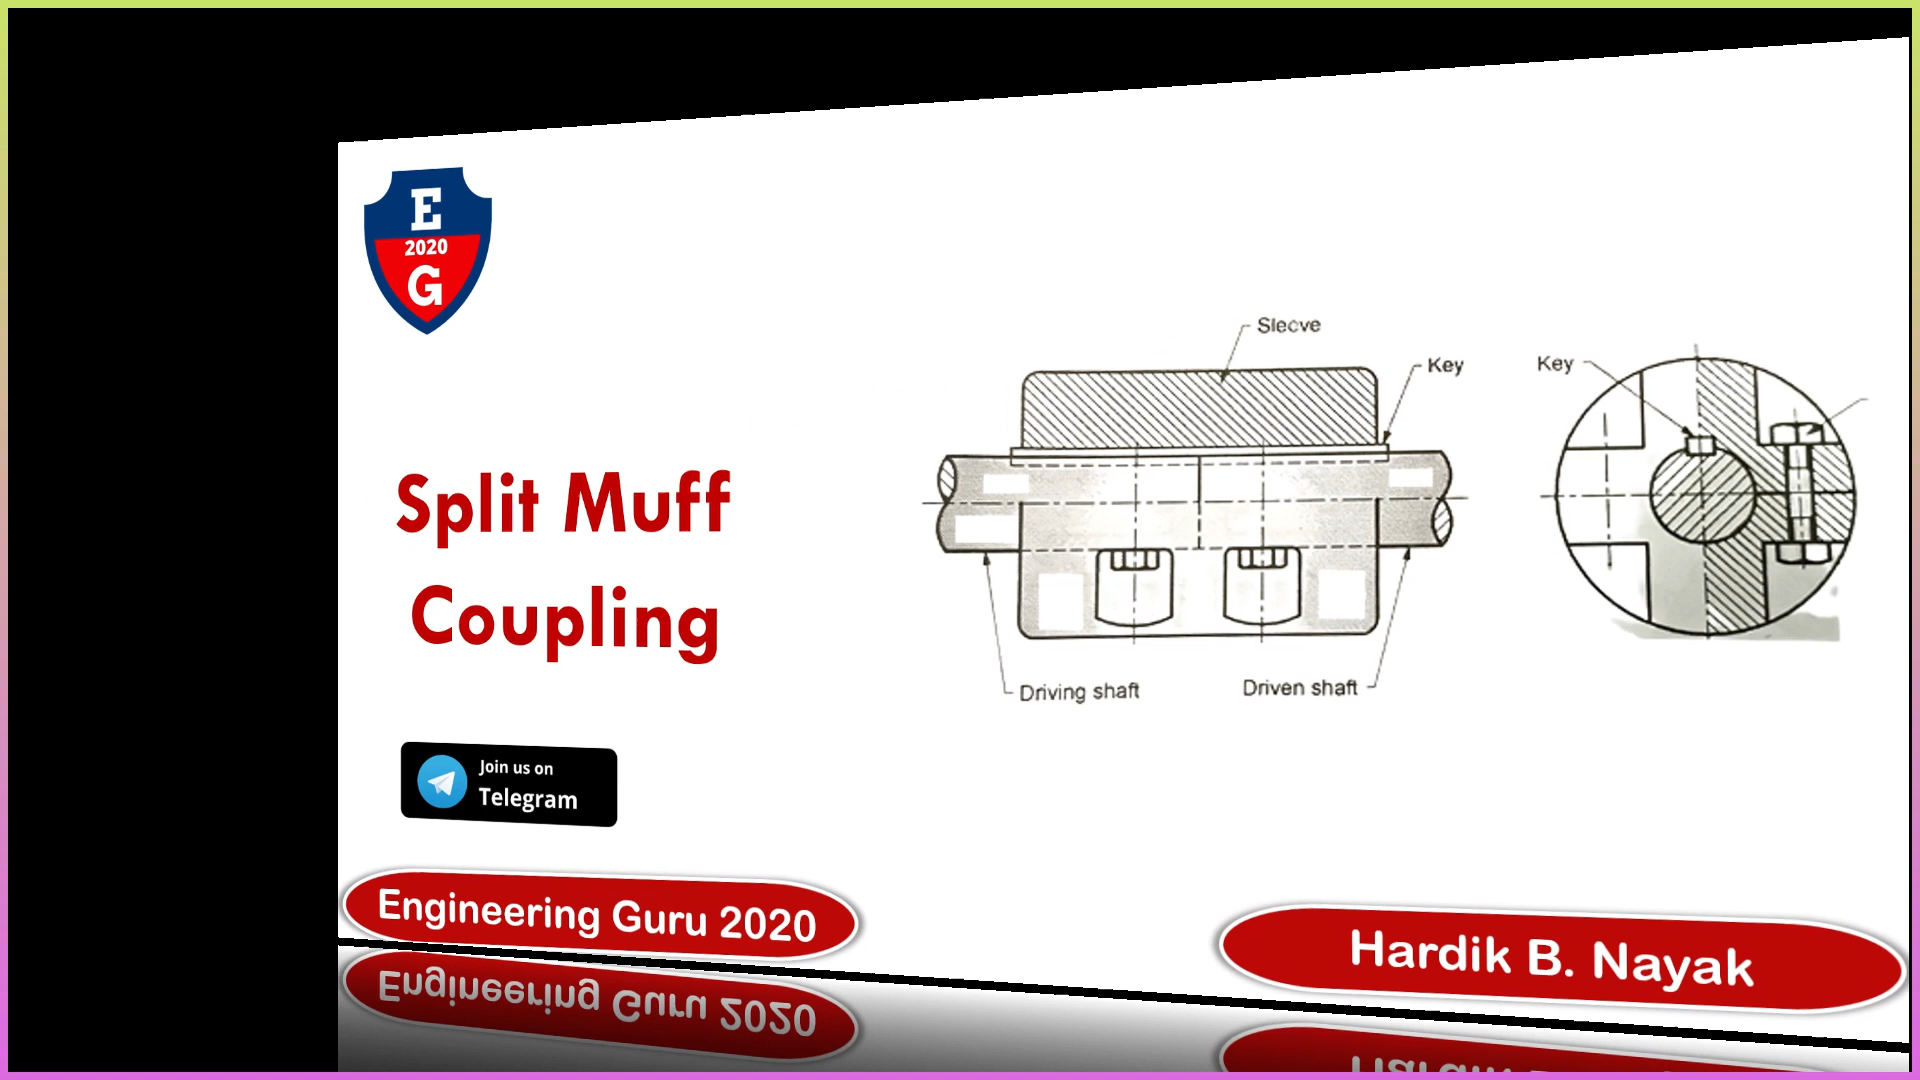 E
2020
G
Split Muff
Coupling
Sleeve
Key
Key
Driving shaft
Driven shaft
Join us on
Telegram
Engineering Guru 2020
Hardik B. Nayak
Engineering Guru 2020